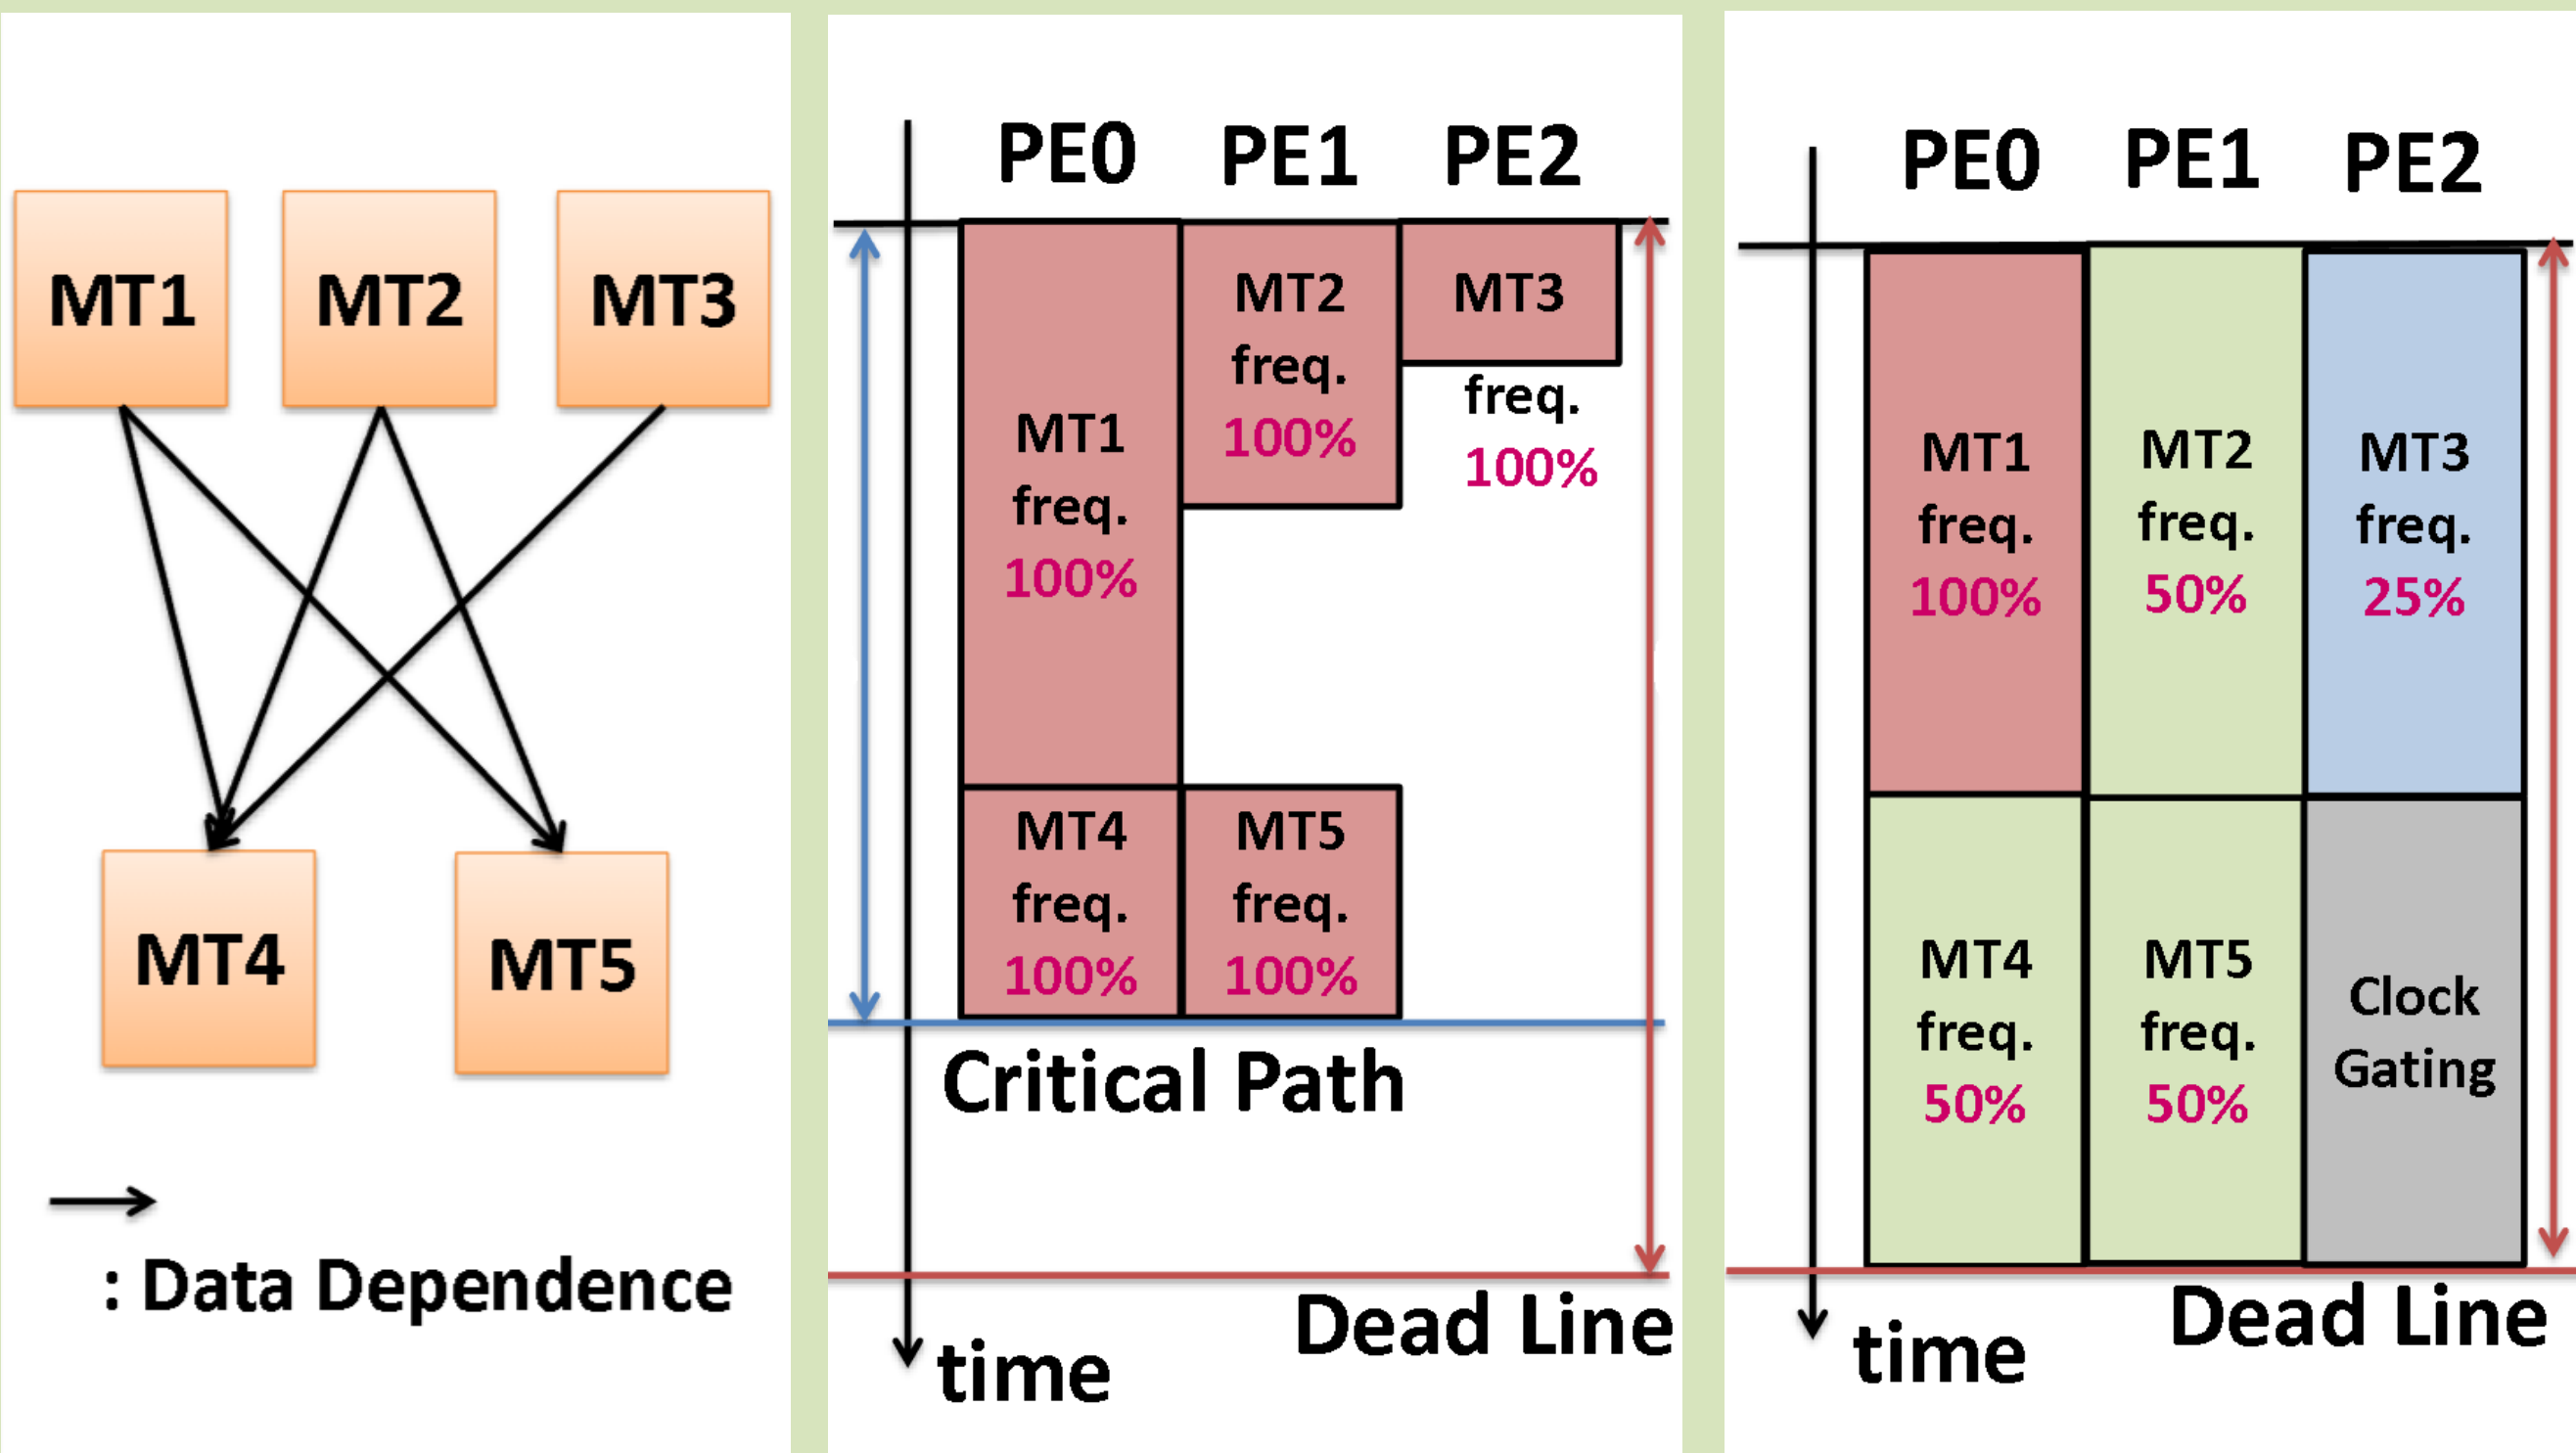 MT1
MT2
MT3
MT4
MT5
: Data Dependence
PE0
PE1
PE2
MT1
freq.
100%
MT2
freq.
100%
MT3
freq.
100%
MT4
freq.
100%
MT5
freq.
100%
Critical Path
Dead Line
time
PE0
PE1
PE2
MT1
freq.
100%
MT2
freq.
50%
MT3
freq.
25%
MT4
freq.
50%
MT5
freq.
50%
Clock
Gating
Dead Line
time